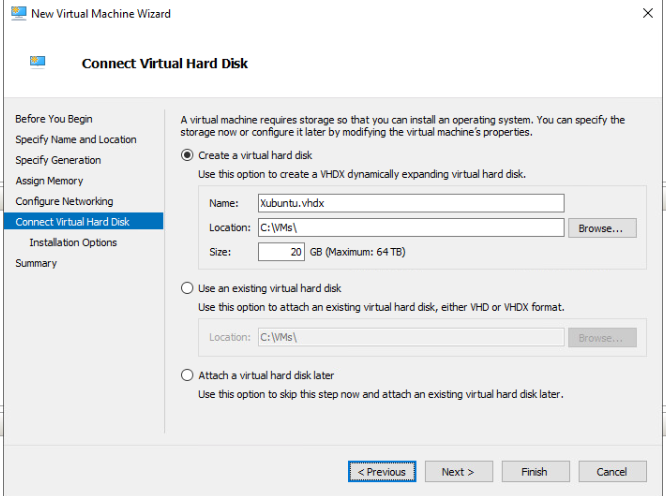 New Virtual Machine Wizard
Connect Virtual Hard Disk
Before You Begin
Specify Name and Location
Specify Generation
Assign Memory
Configure Networking
Connect Virtual Hard Disk
Installation Options
Summary
A virtual machine requires storage so that you can install an operating system. You can specify the
storage now or configure it later by modifying the virtual machine's properties.
Create a virtual hard disk
Use this option to create a VHDX dynamically expanding virtual hard disk.
Name: Xubuntu.vhdx
Location: C:\VMs\ Browse...
Size: 20 GB (Maximum: 64 TB)
Use an existing virtual hard disk
Use this option to attach an existing virtual hard disk, either VHD or VHDX format.
Location: C:\VMs\ Browse...
Attach a virtual hard disk later
Use this option to skip this step now and attach an existing virtual hard disk later.
< Previous Next > Finish Cancel